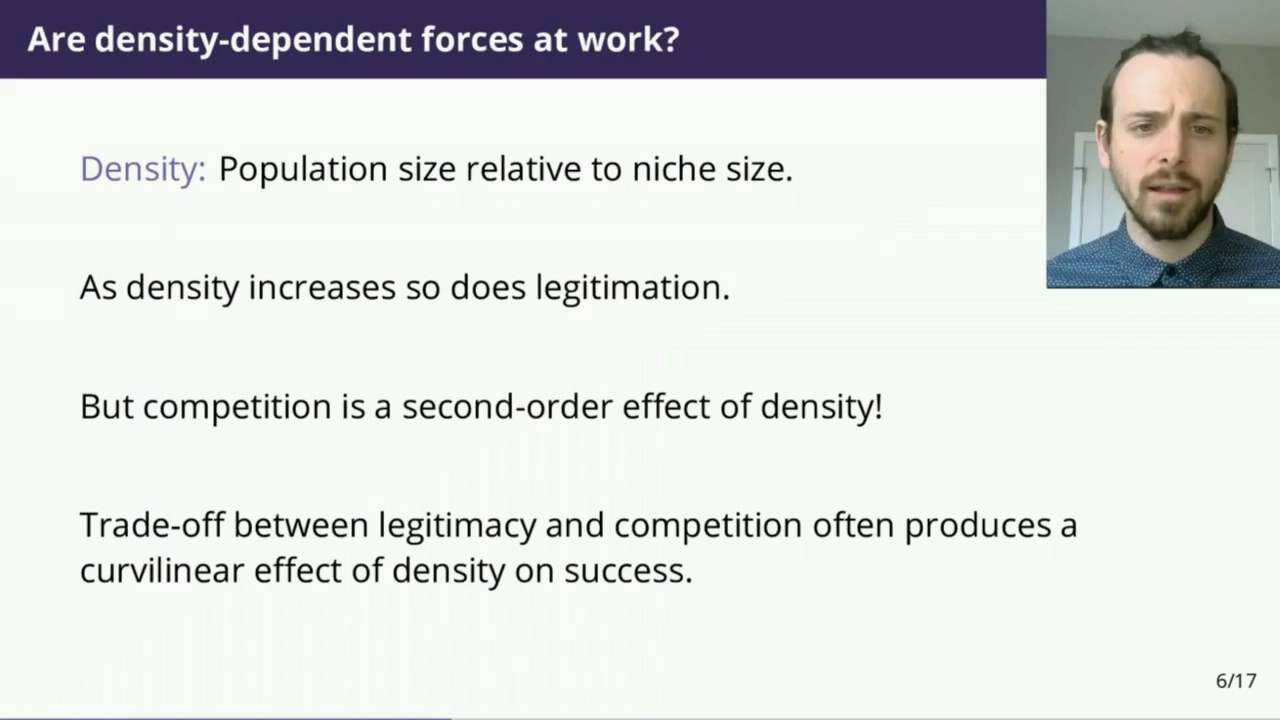 Are density-dependent forces at work?
Density: Population size relative to niche size.
As density increases so does legitimation.
But competition is a second-order effect of density!
Trade-off between legitimacy and competition often produces a
curvilinear effect of density on success.
6/17